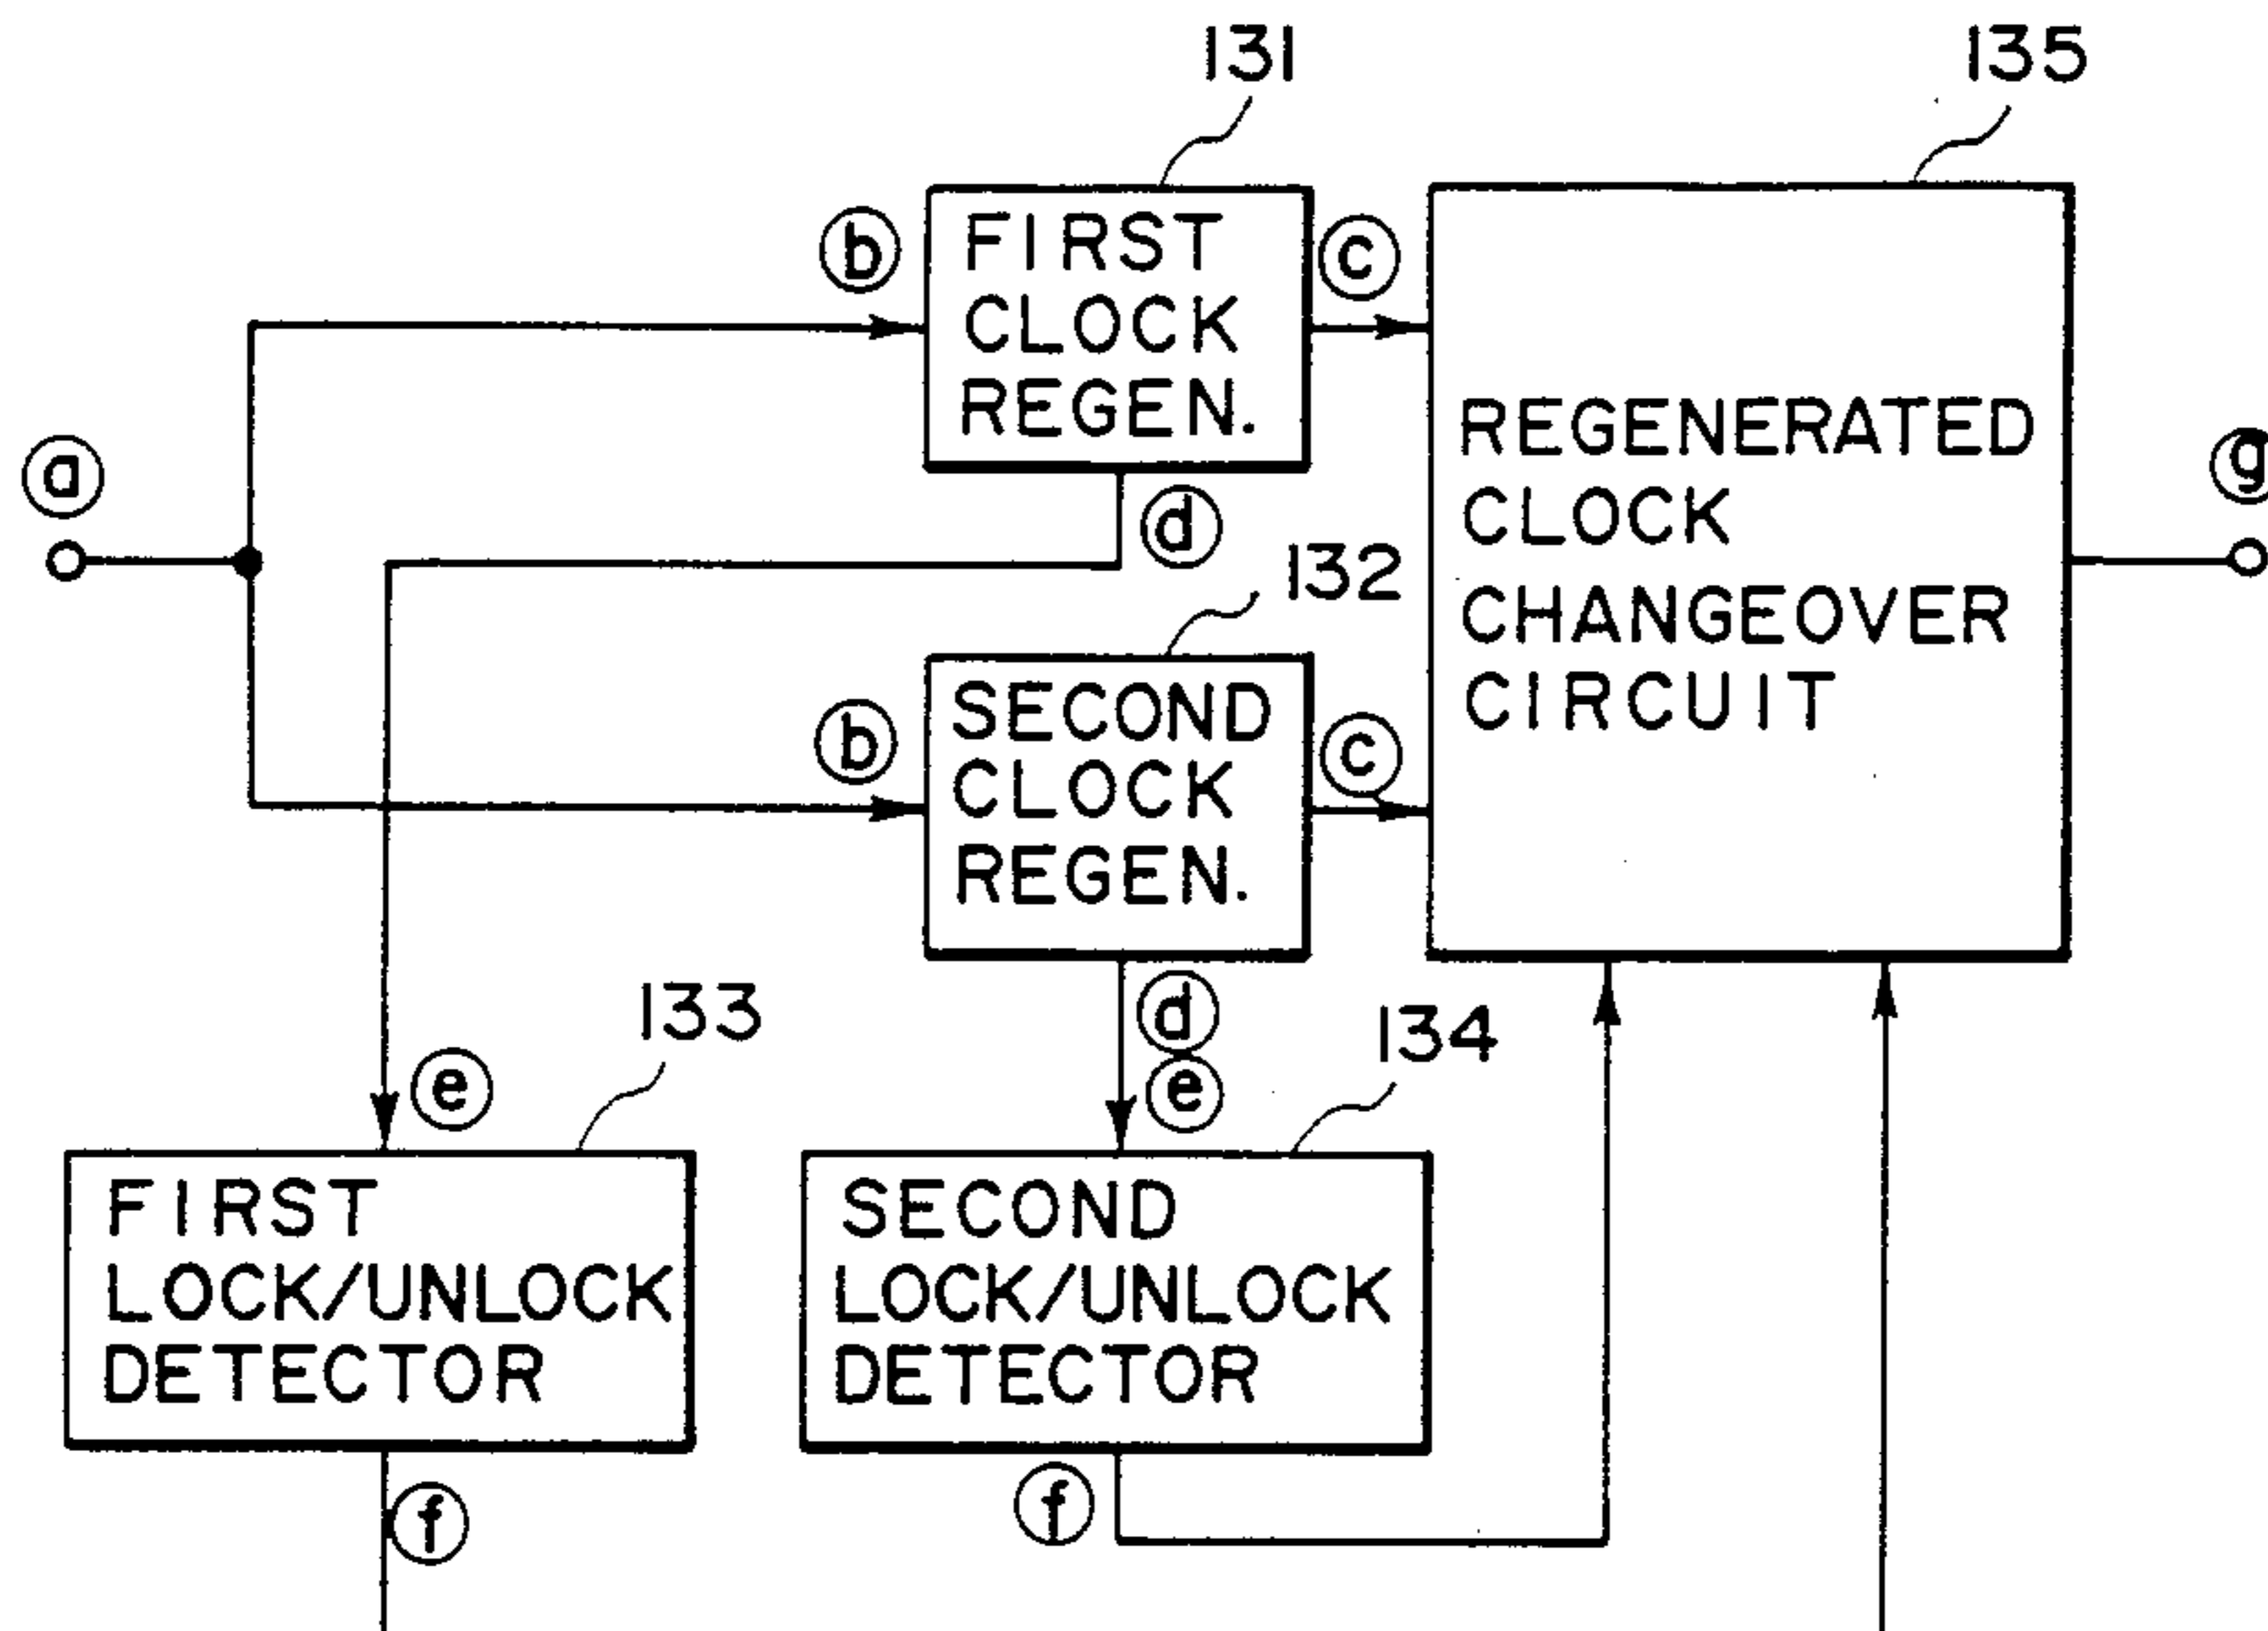 131
135
b
FIRST
CLOCK
REGEN.
c
a
REGENERATED
CLOCK
CHANGEOVER
CIRCUIT
g
d
132
b
SECOND
CLOCK
REGEN.
c
133
d
134
e
e
FIRST
LOCK/UNLOCK
DETECTOR
SECOND
LOCK/UNLOCK
DETECTOR
f
f